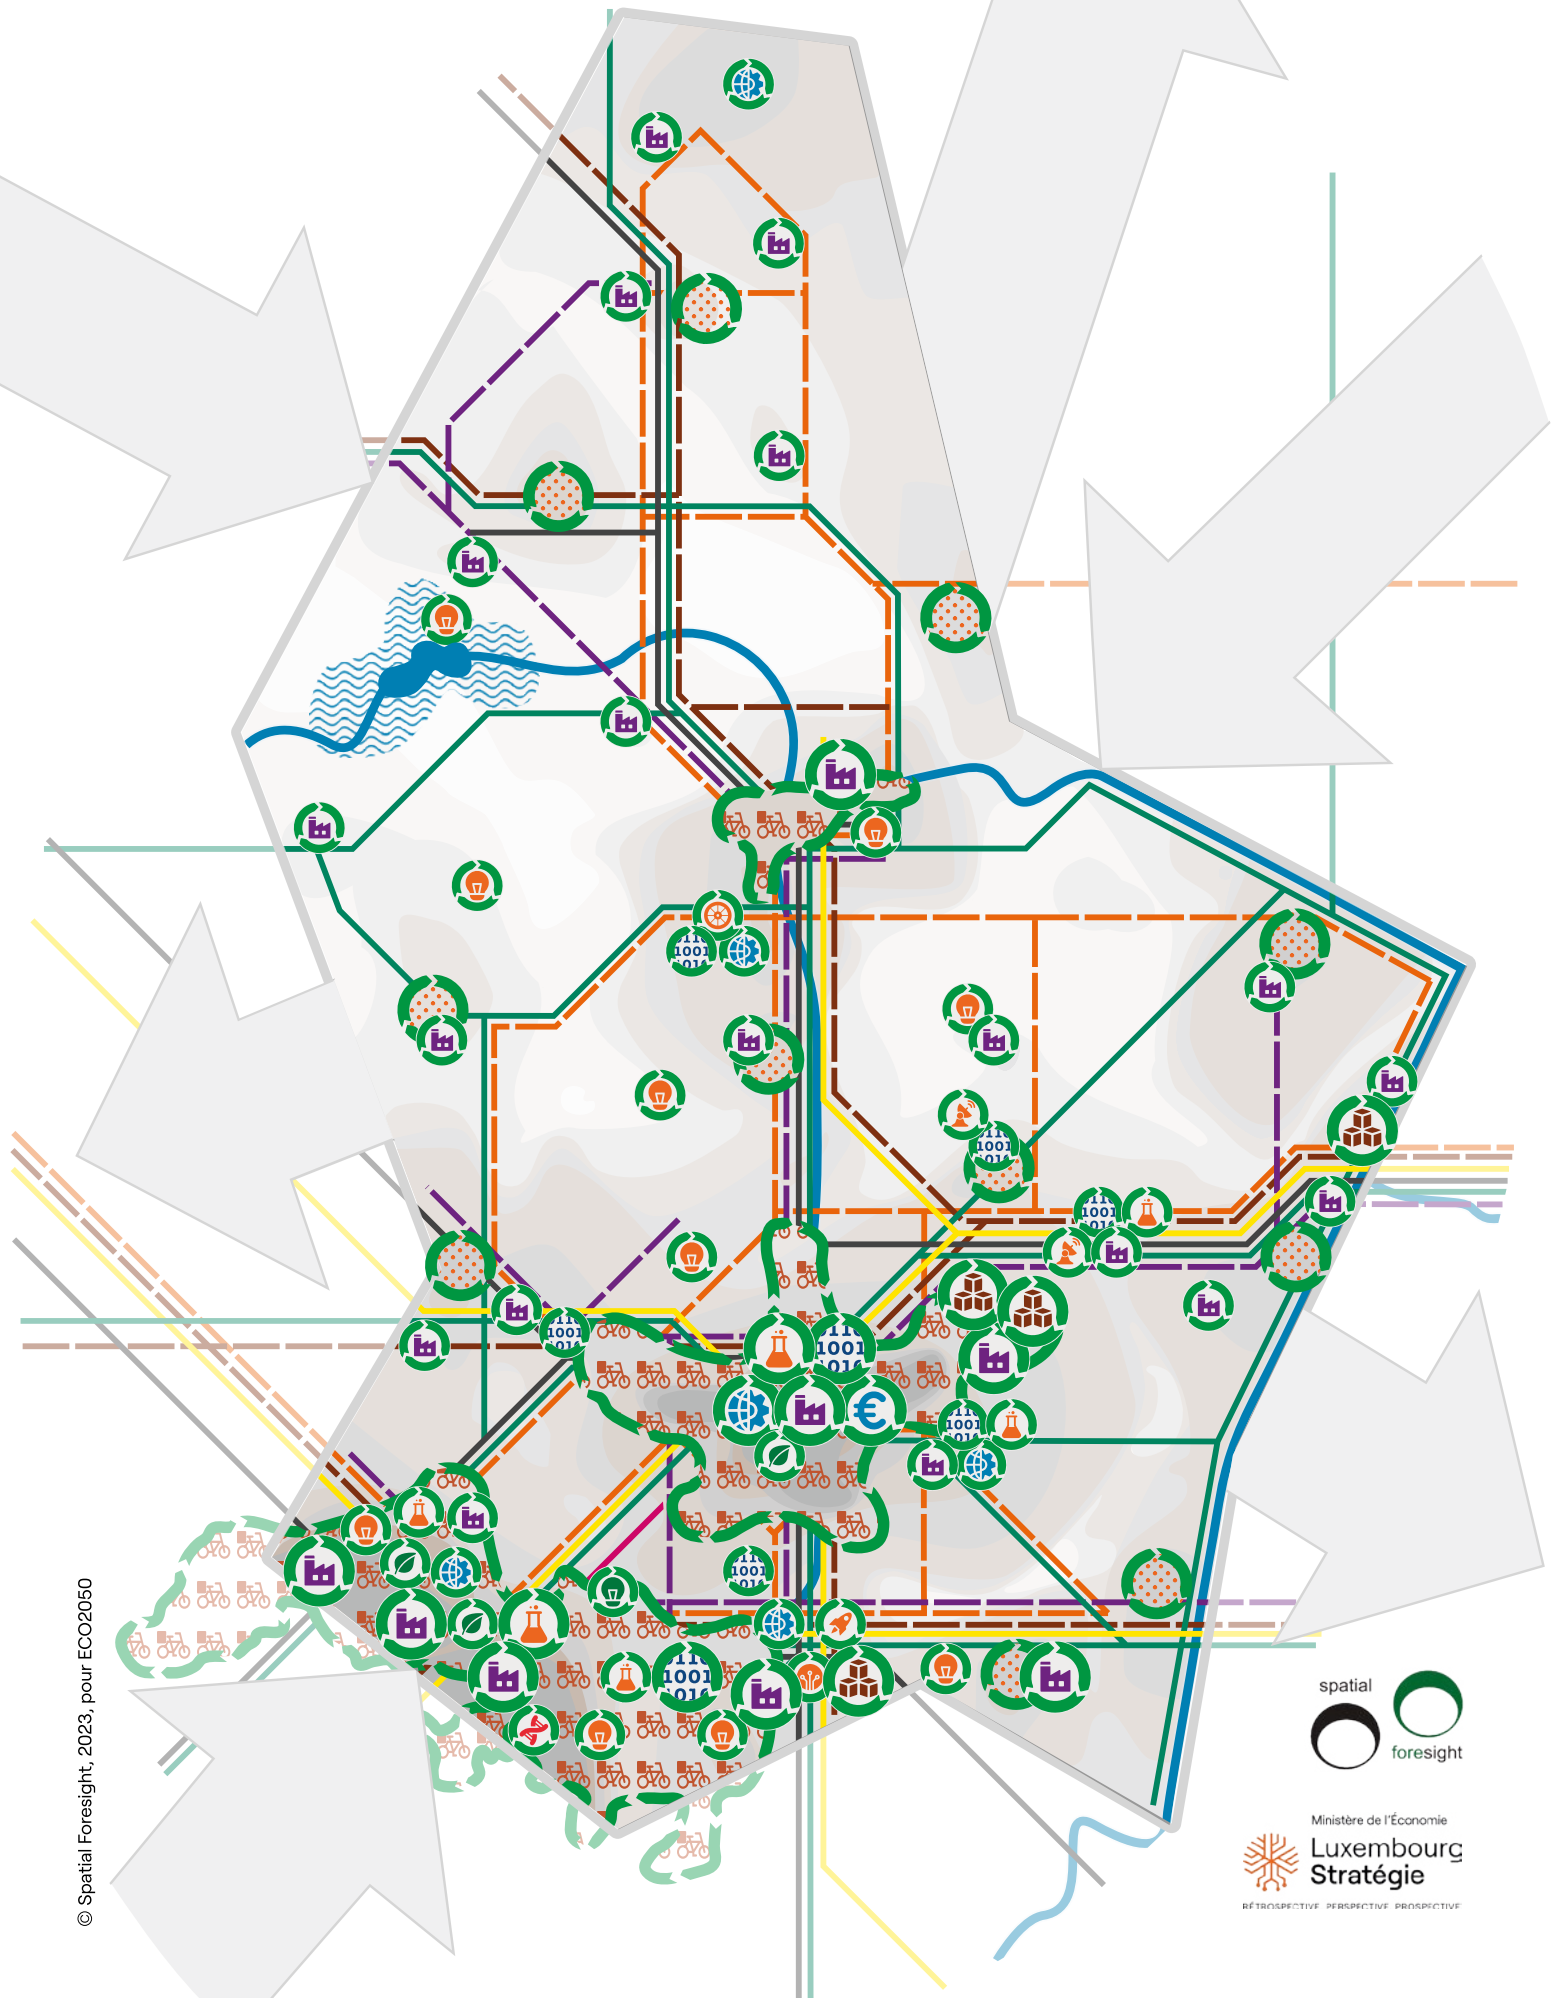 spatial
foresight
Ministère de l'Économie
Luxembourg
Stratégie
RÉTROSPECTIVE PERSPECTIVE PROSPECTIVE
© Spatial Foresight, 2023, pour ECO2050